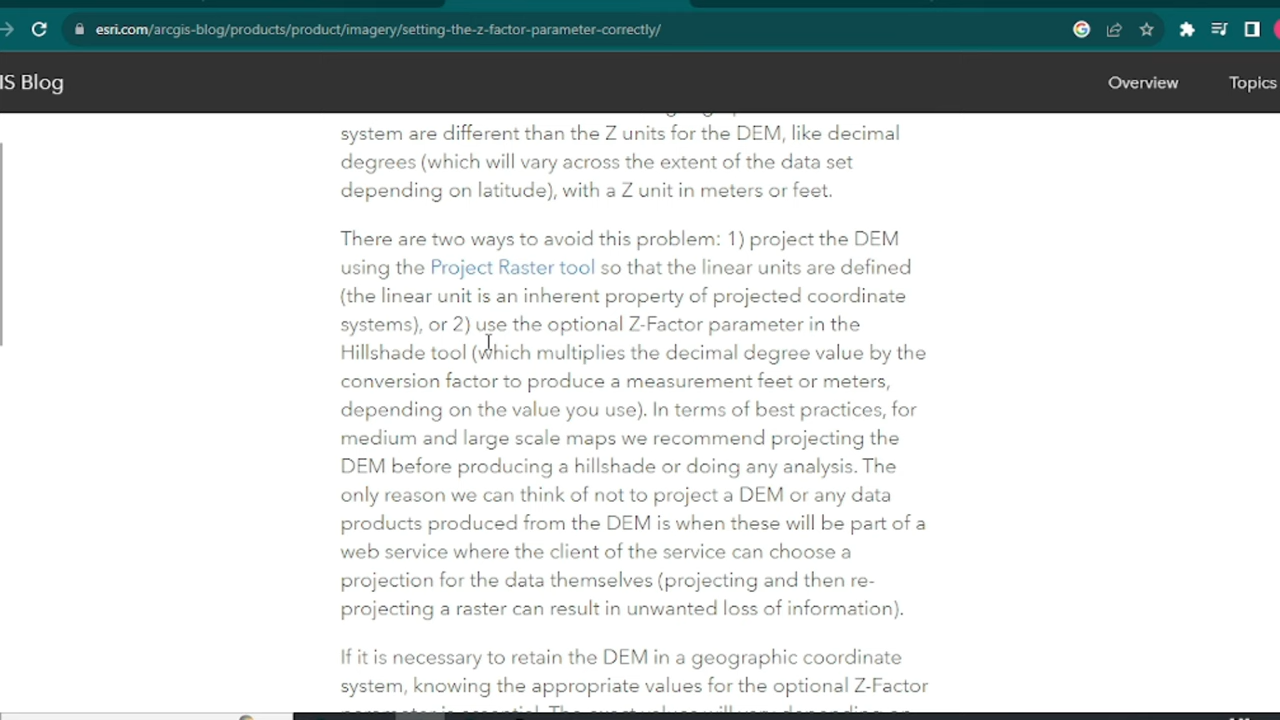 esri.com/arcgis-blog/products/product/imagery/setting-the-z-factor-parameter-correctly/
IS Blog
Overview
Topics
system are different than the Z units for the DEM, like decimal
degrees (which will vary across the extent of the data set
depending on latitude), with a Z unit in meters or feet.
There are two ways to avoid this problem: 1) project the DEM
using the Project Raster tool so that the linear units are defined
(the linear unit is an inherent property of projected coordinate
systems), or 2) use the optional Z-Factor parameter in the
Hillshade tool (which multiplies the decimal degree value by the
conversion factor to produce a measurement feet or meters,
depending on the value you use). In terms of best practices, for
medium and large scale maps we recommend projecting the
DEM before producing a hillshade or doing any analysis. The
only reason we can think of not to project a DEM or any data
products produced from the DEM is when these will be part of a
web service where the client of the service can choose a
projection for the data themselves (projecting and then re-
projecting a raster can result in unwanted loss of information).
If it is necessary to retain the DEM in a geographic coordinate
system, knowing the appropriate values for the optional Z-Factor
parameter is essential. The exact values will vary depending on